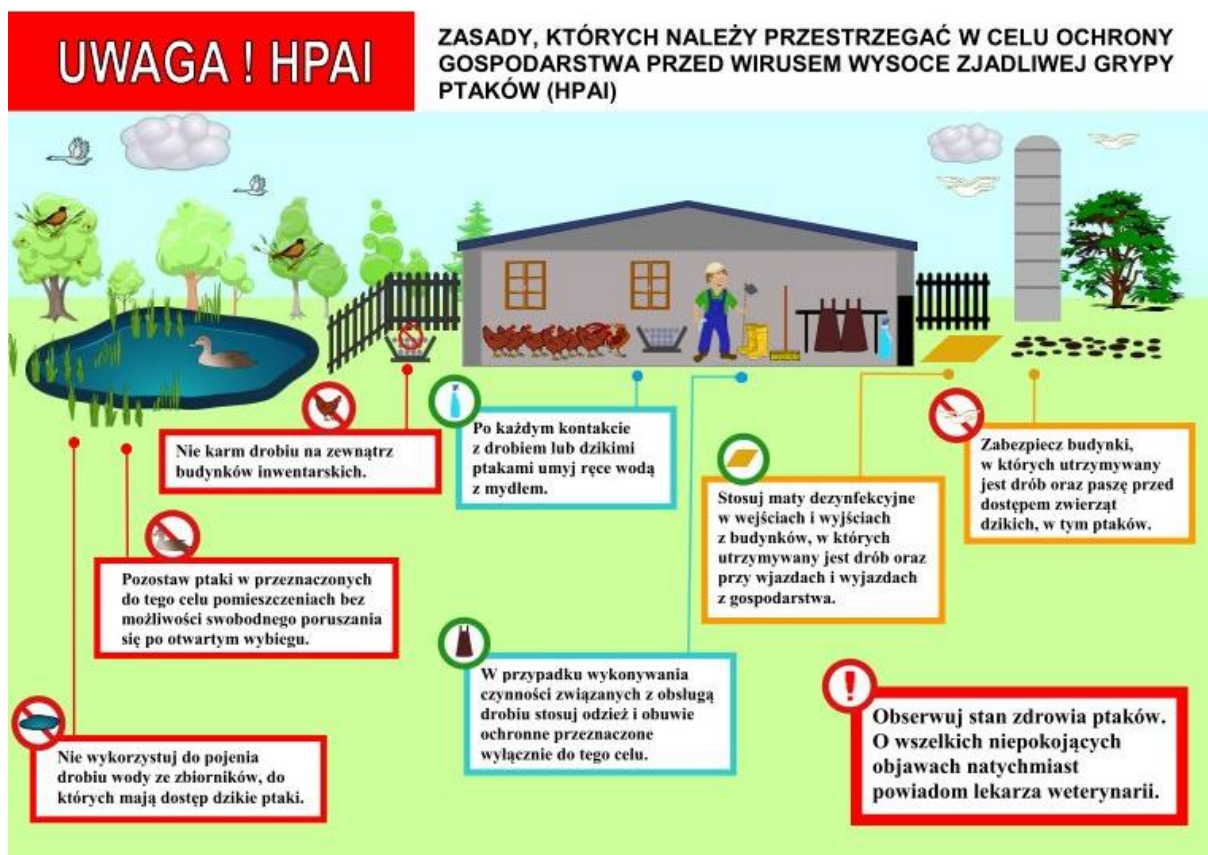 UWAGA ! HPAI
ZASADY, KTÓRYCH NALEŻY PRZESTRZEGAĆ W CELU OCHRONY
GOSPODARSTWA PRZED WIRUSEM WYSOCE ZJADLIWEJ GRYPY
PTAKÓW (HPAI)
Nie karm drobiu na zewnątrz
budynków inwentarskich.
Po każdym kontakcie
z drobiem lub dzikimi
ptakami umyj ręce wodą
z mydłem.
Stosuj maty dezynfekcyjne
w wejściach i wyjściach
z budynków, w których
utrzymywany jest drób oraz
przy wjazdach i wyjazdach
z gospodarstwa.
Zabezpiecz budynki,
w których utrzymywany
jest drób oraz paszę przed
dostępem zwierząt
dzikich, w tym ptaków.
Pozostaw ptaki w przeznaczonych
do tego celu pomieszczeniach bez
możliwości swobodnego poruszania
się po otwartym wybiegu.
W przypadku wykonywania
czynności związanych z obsługą
drobiu stosuj odzież i obuwie
ochronne przeznaczone
wyłącznie do tego celu.
Nie wykorzystuj do pojenia
drobiu wody ze zbiorników, do
których mają dostęp dzikie ptaki.
Obserwuj stan zdrowia ptaków.
O wszelkich niepokojących
objawach natychmiast
powiadom lekarza weterynarii.